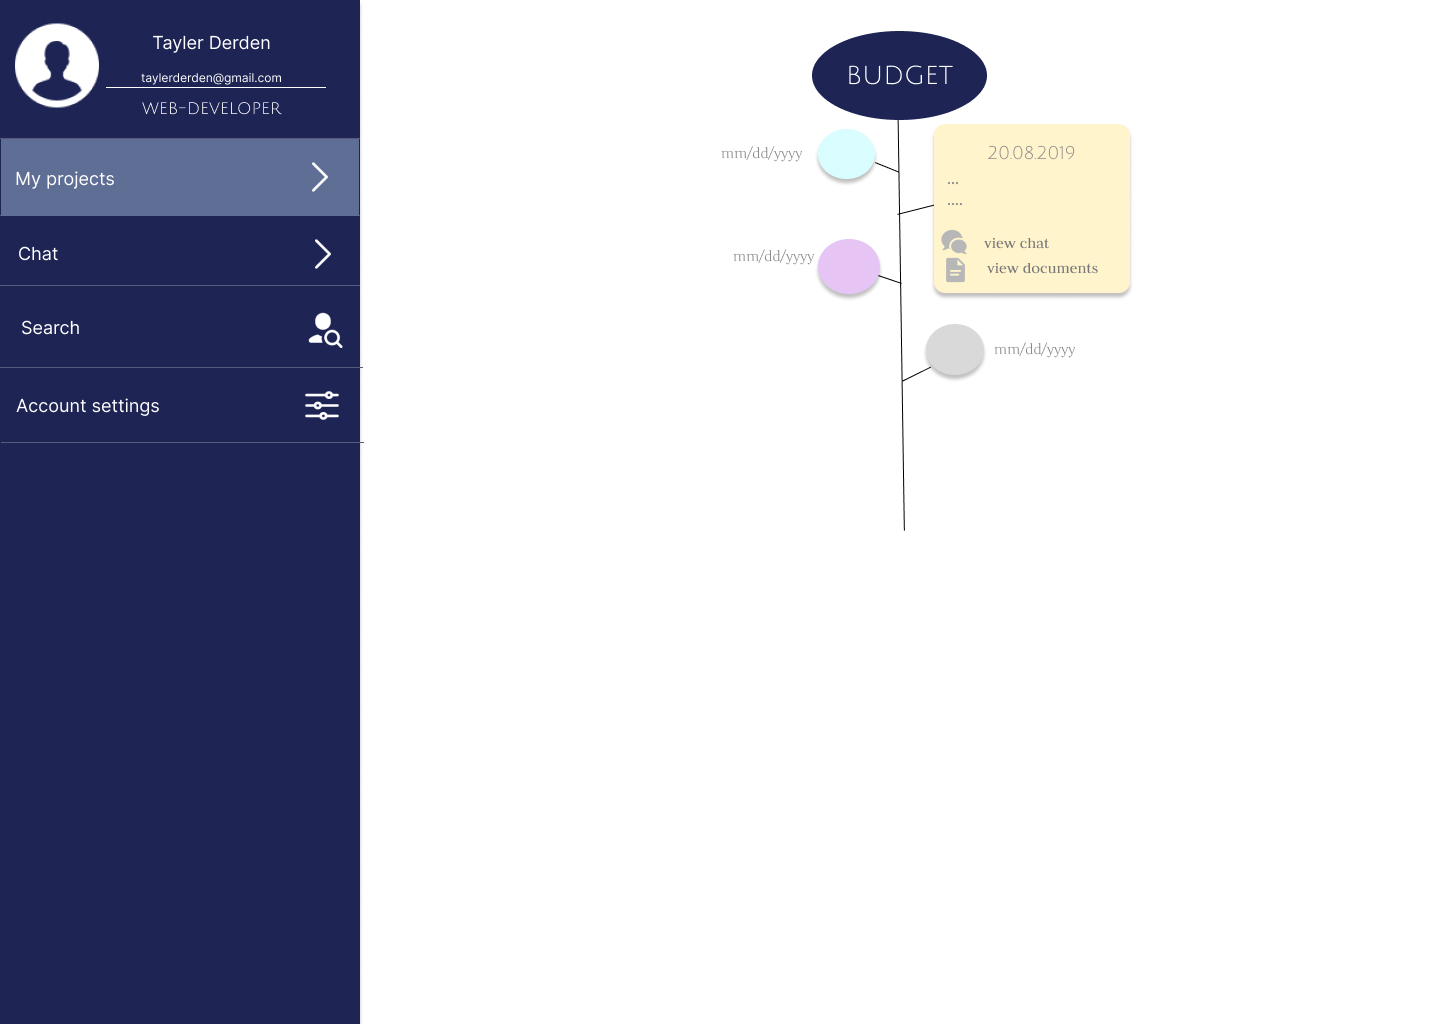 Tayler Derden
taylerderden@gmail.com
WEB-DEVELOPER
My projects
Chat
Search
Account settings
BUDGET
mm/dd/yyyy
20.08.2019
...
....
view chat
view documents
mm/dd/yyyy
mm/dd/yyyy